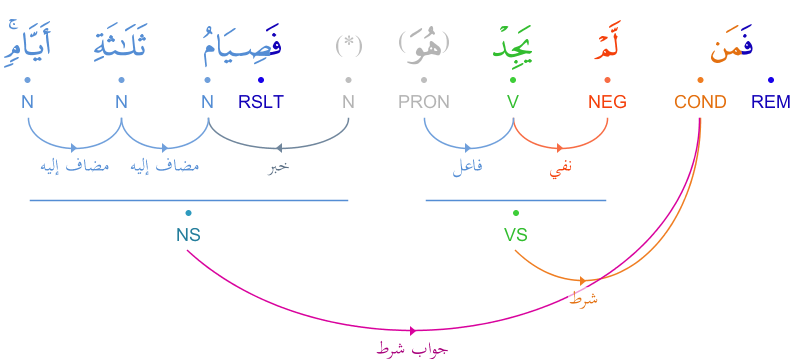 فَمَن لَّمْ يَجِدْ (هُوَ) (*) فَصِيَامُ ثَلَـٰثَةِ أَيَّامٍ ۚ
N N N RSLT N PRON V NEG COND REM
نفي فاعل خبر مضاف إليه مضاف إليه
NS VS
شرط
جواب شرط